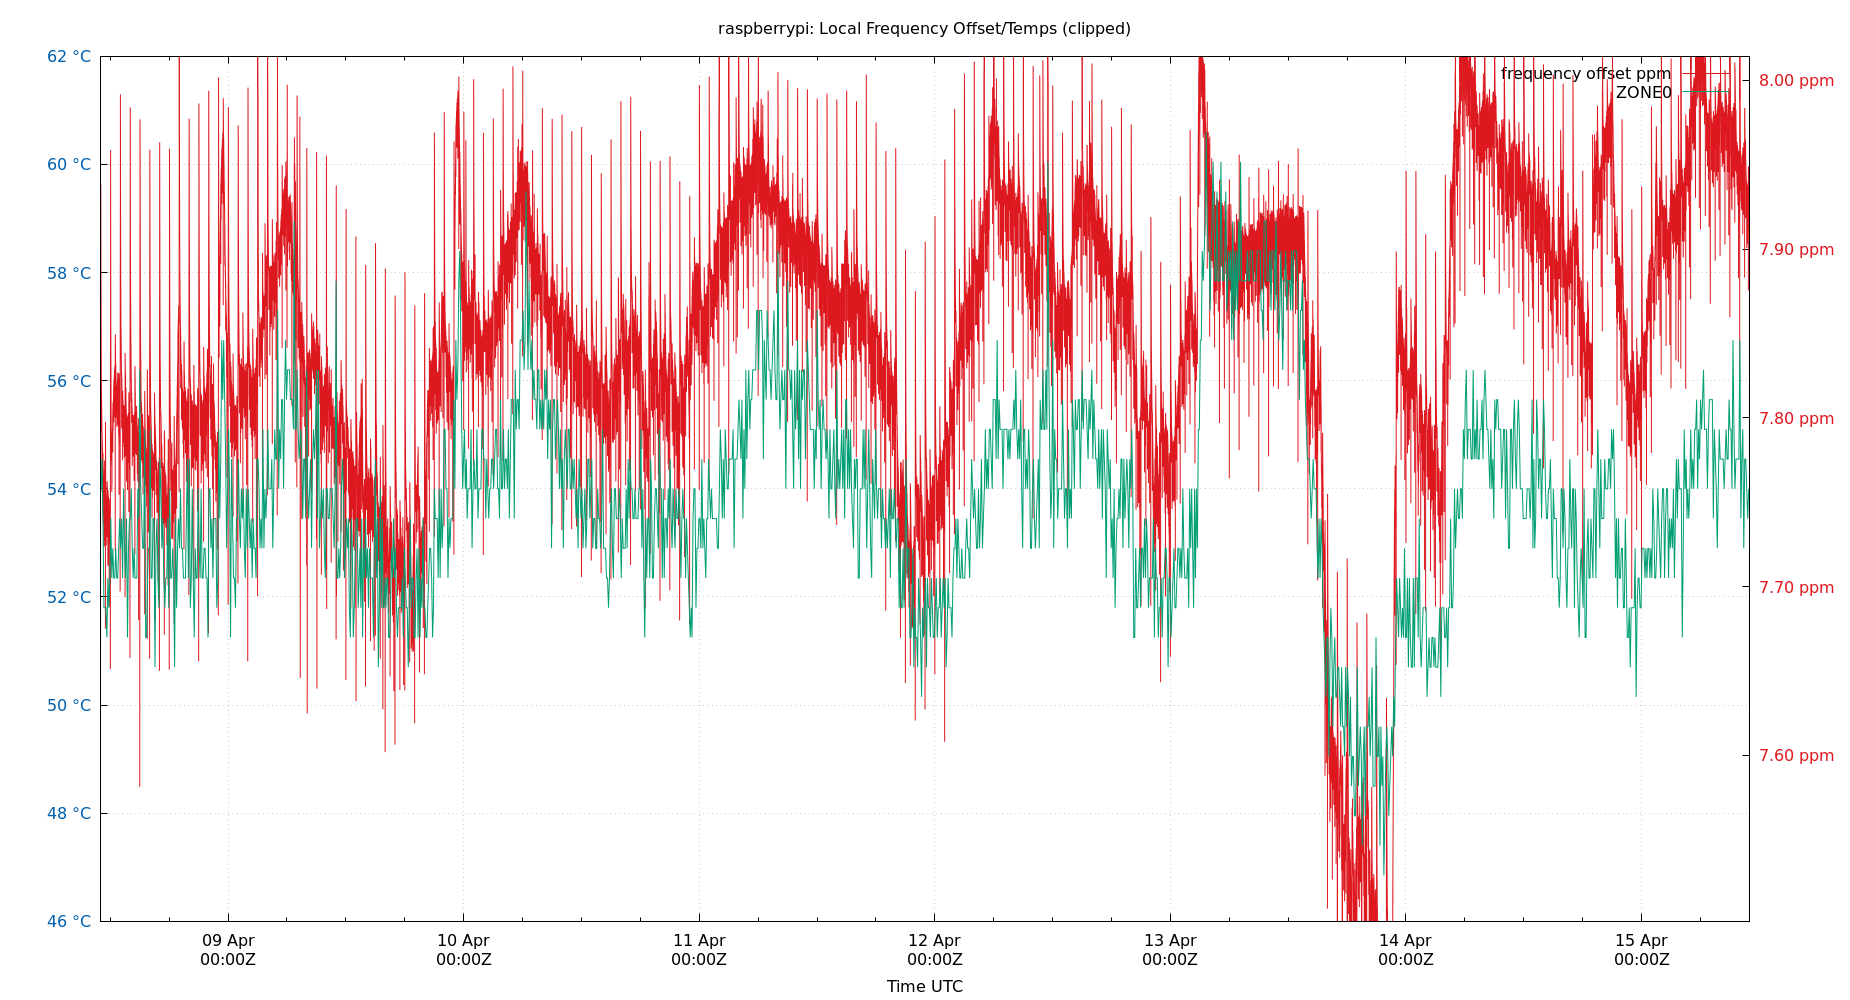 raspberrypi: Local Frequency Offset/Temps (clipped)
62 °C
60 °C
58 °C
56 °C
54 °C
52 °C
50 °C
48 °C
46 °C
frequency offset ppm
ZONE0
8.00 ppm
7.90 ppm
7.80 ppm
7.70 ppm
7.60 ppm
09 Apr
00:00Z
10 Apr
00:00Z
11 Apr
00:00Z
12 Apr
00:00Z
13 Apr
00:00Z
14 Apr
00:00Z
15 Apr
00:00Z
Time UTC